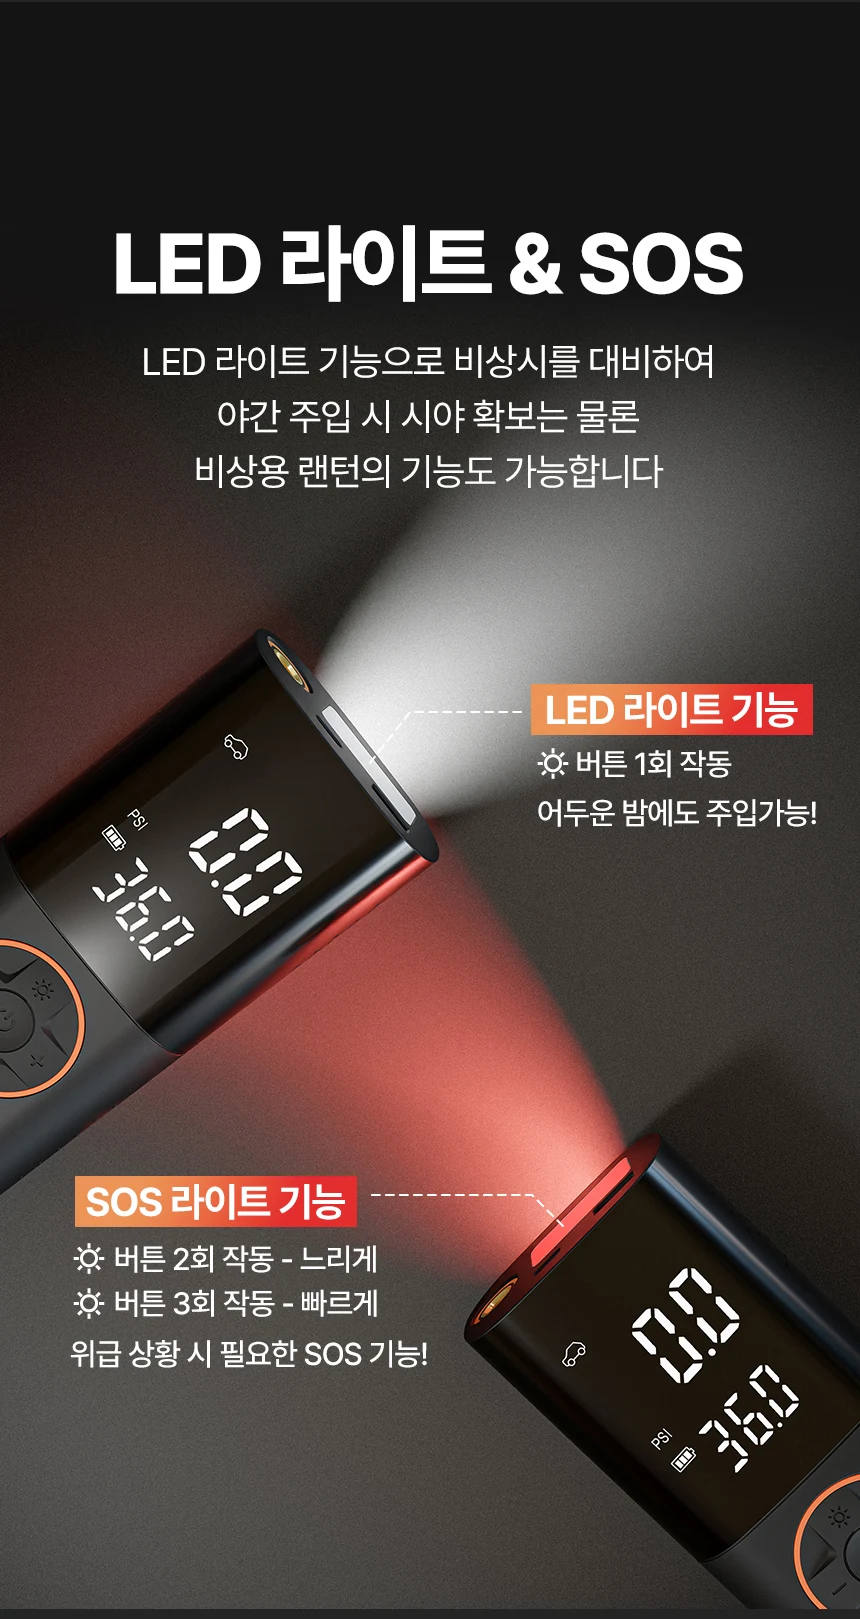 LED 라이트 & SOS
LED 라이트 기능으로 비상시를 대비하여
야간 주입 시 시야 확보는 물론
비상용 랜턴의 기능도 가능합니다
LED 라이트 기능
버튼 1회 작동
어두운 밤에도 주입가능!
0.0
PSI
36.0
SOS 라이트 기능
버튼 2회 작동 - 느리게
버튼 3회 작동 - 빠르게
위급 상황 시 필요한 SOS 기능!
0.0
PSI
36.0